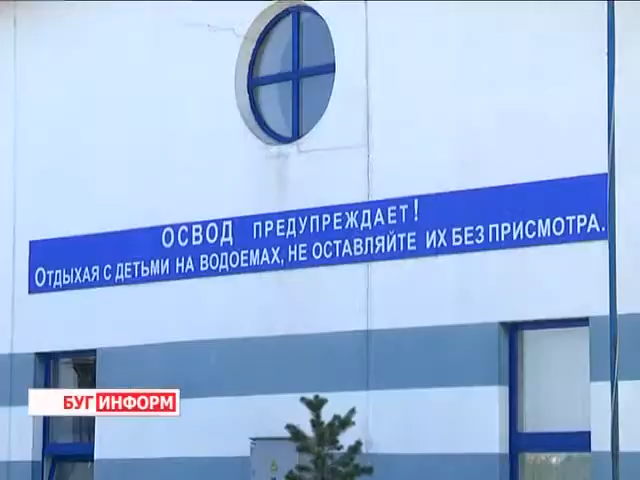 ОСВОД ПРЕДУПРЕЖДАЕТ!
ОТДЫХАЯ С ДЕТЬМИ НА ВОДОЕМАХ, НЕ ОСТАВЛЯЙТЕ ИХ БЕЗ ПРИСМОТРА.
БУГИНФОРМ